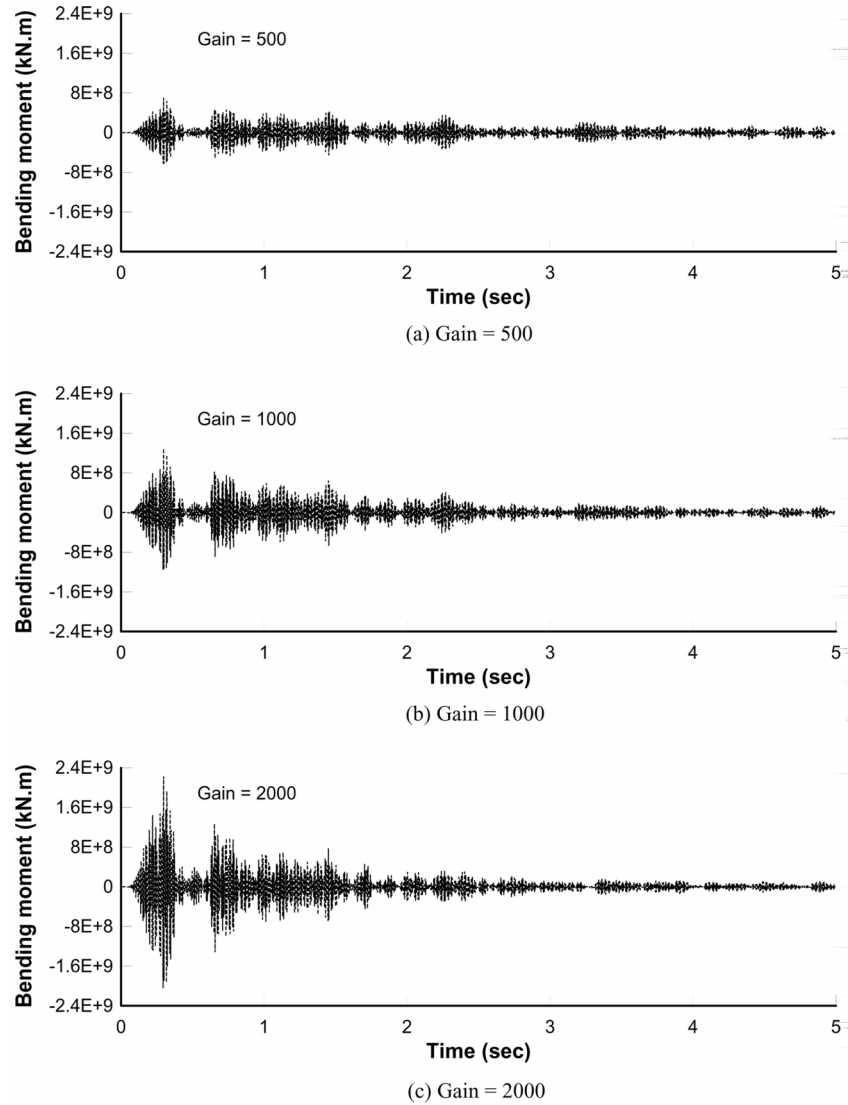 2.4E+9
Gain = 500
1.6E+9
8E+8
0
-8E+8
-1.6E+9
-2.4E+9
Bending moment (kN.m)
0 1 2 3 4 5
Time (sec)
(a) Gain = 500
2.4E+9
Gain = 1000
1.6E+9
8E+8
0
-8E+8
-1.6E+9
-2.4E+9
Bending moment (kN.m)
0 1 2 3 4 5
Time (sec)
(b) Gain = 1000
2.4E+9
Gain = 2000
1.6E+9
8E+8
0
-8E+8
-1.6E+9
-2.4E+9
Bending moment (kN.m)
0 1 2 3 4 5
Time (sec)
(c) Gain = 2000